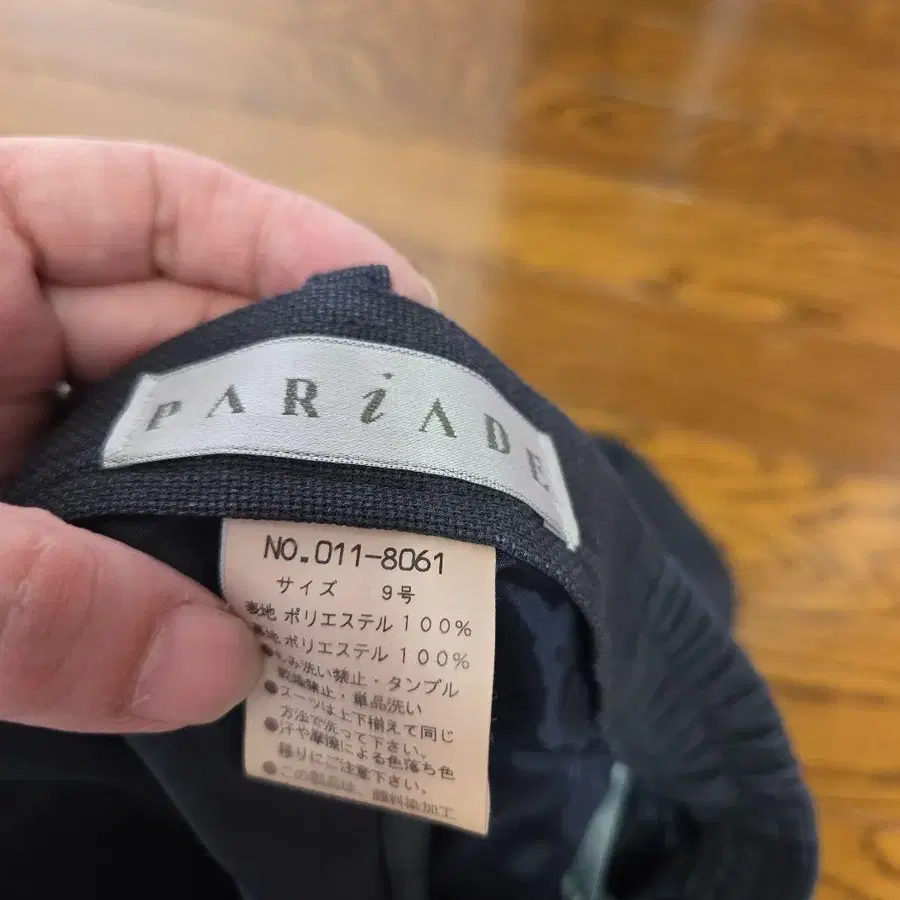 PARiADE
NO.011-8061
サイズ 9号
表地 ポリエステル100%
地 ポリエステル100%
み洗い禁止・タンブル
乾燥禁止・単品洗い
●スーツは上下揃えて同じ
方法で洗って下さい。
●汗や摩擦による色落ち色
移りにご注意下さい。
●この製品は、顔料染加工